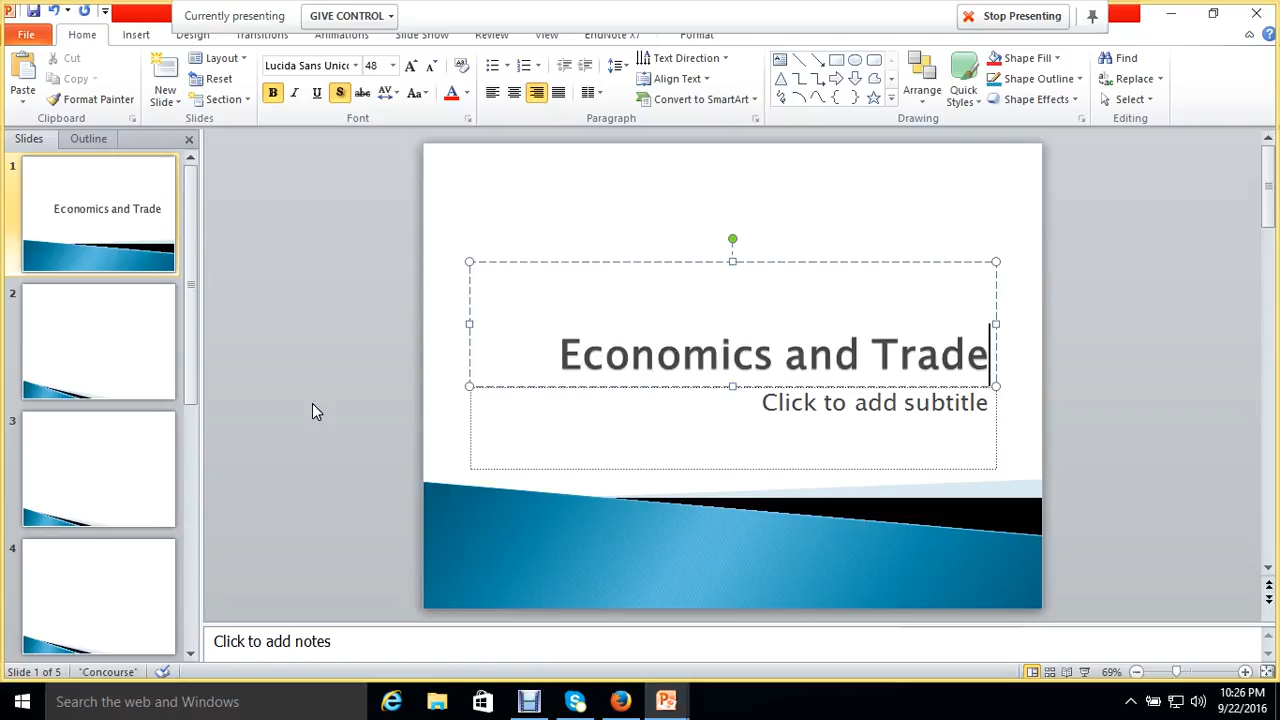 Currently presenting
GIVE CONTROL
Stop Presenting
File
Home
Insert
Design
Transitions
Animations
Slide Show
Review
View
EndNote X7
Format
Paste
Cut
Copy
Format Painter
Clipboard
New Slide
Layout
Reset
Section
Slides
Lucida Sans Unicc
48
B I U S abc AV Aa A
Font
Text Direction
Align Text
Convert to SmartArt
Paragraph
Arrange
Quick Styles
Shape Fill
Shape Outline
Shape Effects
Drawing
Find
Replace
Select
Editing
Slides
Outline
1
Economics and Trade
2
3
4
Economics and Trade
Click to add subtitle
Click to add notes
Slide 1 of 5
"Concourse"
69%
Search the web and Windows
10:26 PM
9/22/2016